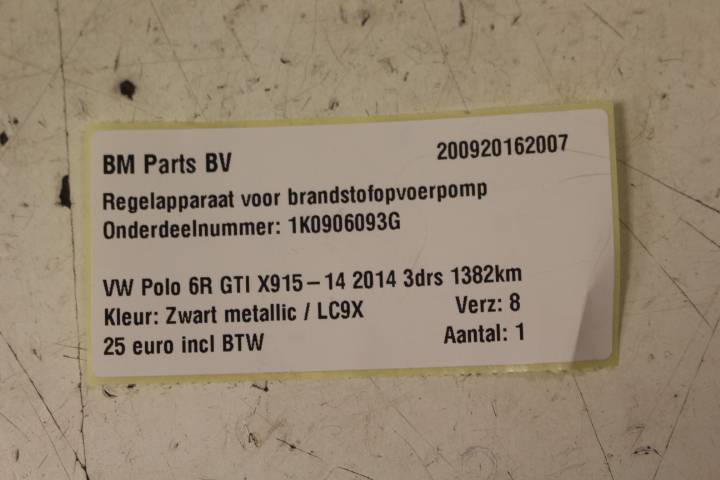 BM Parts BV 200920162007
Regelapparaat voor brandstofopvoerpomp
Onderdeelnummer: 1K0906093G
VW Polo 6R GTI X915-14 2014 3drs 1382km
Kleur: Zwart metallic / LC9X Verz: 8
25 euro incl BTW Aantal: 1